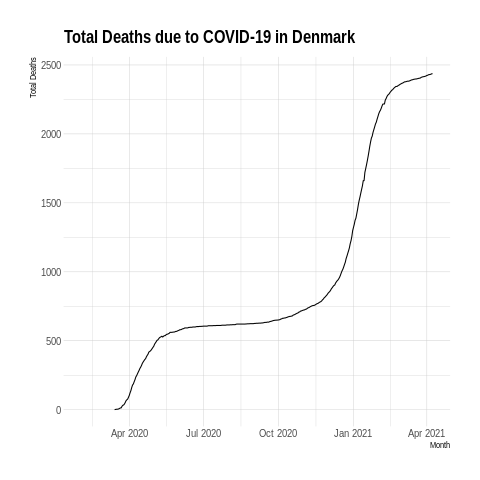 Total Deaths due to COVID-19 in Denmark
Total Deaths
2500
2000
1500
1000
500
0
Apr 2020 Jul 2020 Oct 2020 Jan 2021 Apr 2021
Month